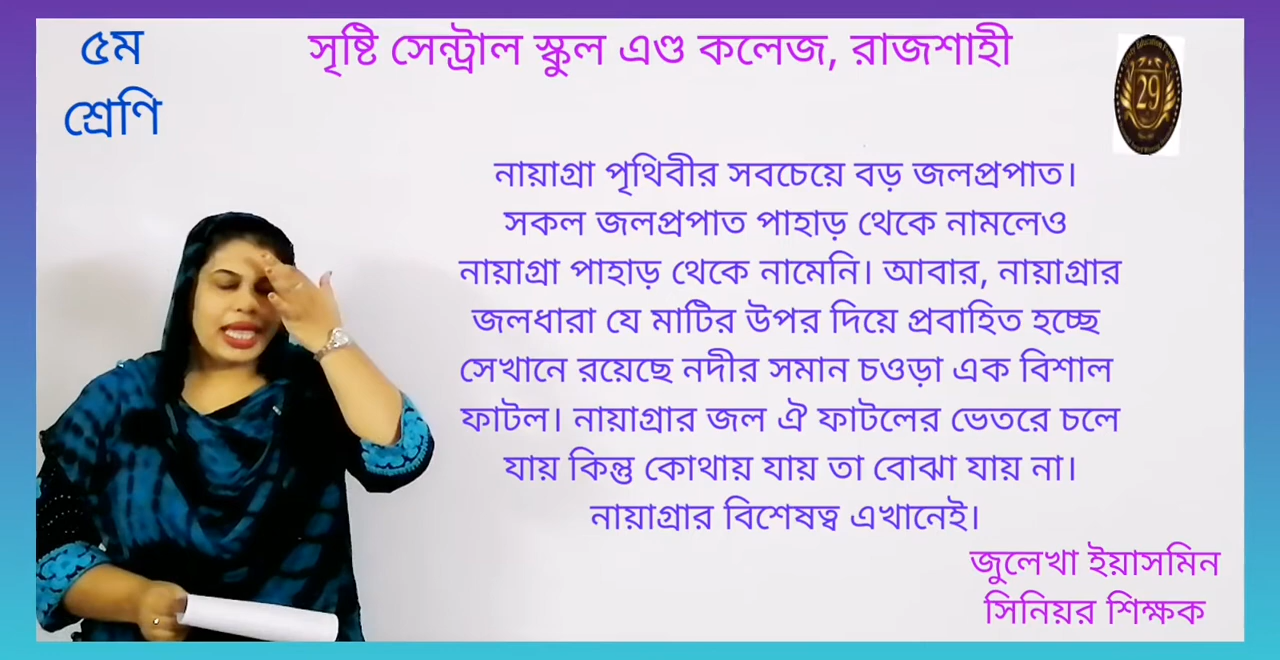 ৫ম
শ্রেণি
সৃষ্টি সেন্ট্রাল স্কুল এণ্ড কলেজ, রাজশাহী
29
নায়াগ্রা পৃথিবীর সবচেয়ে বড় জলপ্রপাত।
সকল জলপ্রপাত পাহাড় থেকে নামলেও
নায়াগ্রা পাহাড় থেকে নামেনি। আবার, নায়াগ্রার
জলধারা যে মাটির উপর দিয়ে প্রবাহিত হচ্ছে
সেখানে রয়েছে নদীর সমান চওড়া এক বিশাল
ফাটল। নায়াগ্রার জল ঐ ফাটলের ভেতরে চলে
যায় কিন্তু কোথায় যায় তা বোঝা যায় না।
নায়াগ্রার বিশেষত্ব এখানেই।
জুলেখা ইয়াসমিন
সিনিয়র শিক্ষক